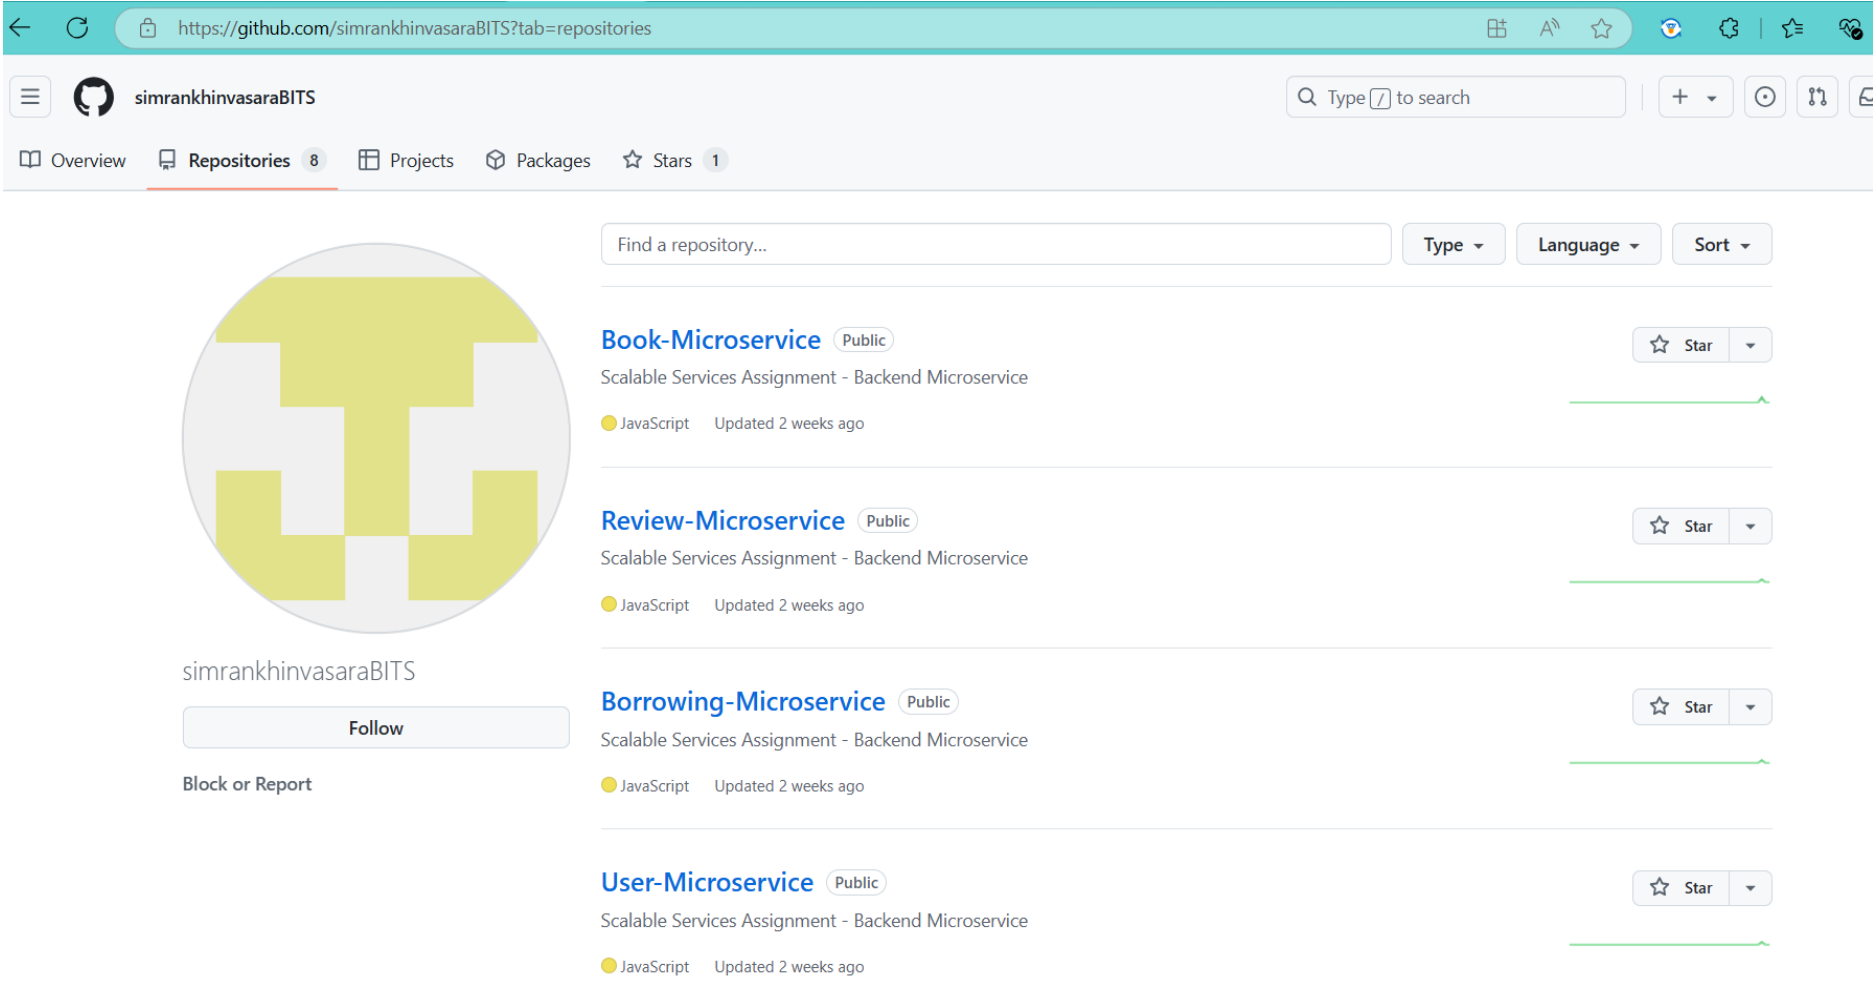 https://github.com/simrankhinvasaraBITS?tab=repositories
simrankhinvasaraBITS
Type / to search
Overview Repositories 8 Projects Packages Stars 1
Find a repository...
Type Language Sort
Book-Microservice Public
Star
Scalable Services Assignment - Backend Microservice
JavaScript Updated 2 weeks ago
Review-Microservice Public
Star
Scalable Services Assignment - Backend Microservice
JavaScript Updated 2 weeks ago
simrankhinvasaraBITS
Follow
Block or Report
Borrowing-Microservice Public
Star
Scalable Services Assignment - Backend Microservice
JavaScript Updated 2 weeks ago
User-Microservice Public
Star
Scalable Services Assignment - Backend Microservice
JavaScript Updated 2 weeks ago